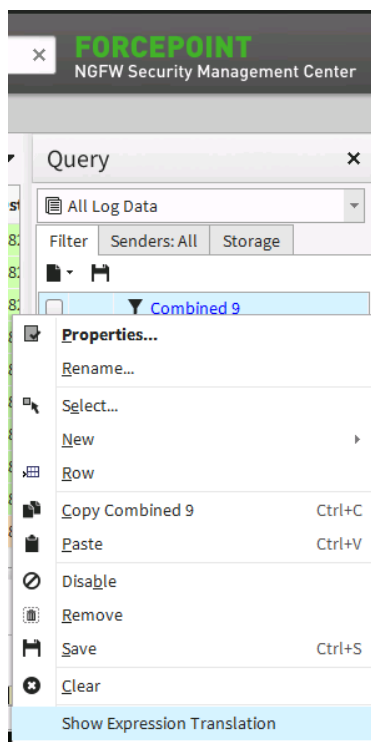 FORCEPOINT
NGFW Security Management Center
Query
All Log Data
Filter Senders: All Storage
Combined 9
Properties...
Rename...
Select...
New
Row
Copy Combined 9 Ctrl+C
Paste Ctrl+V
Disable
Remove
Save Ctrl+S
Clear
Show Expression Translation